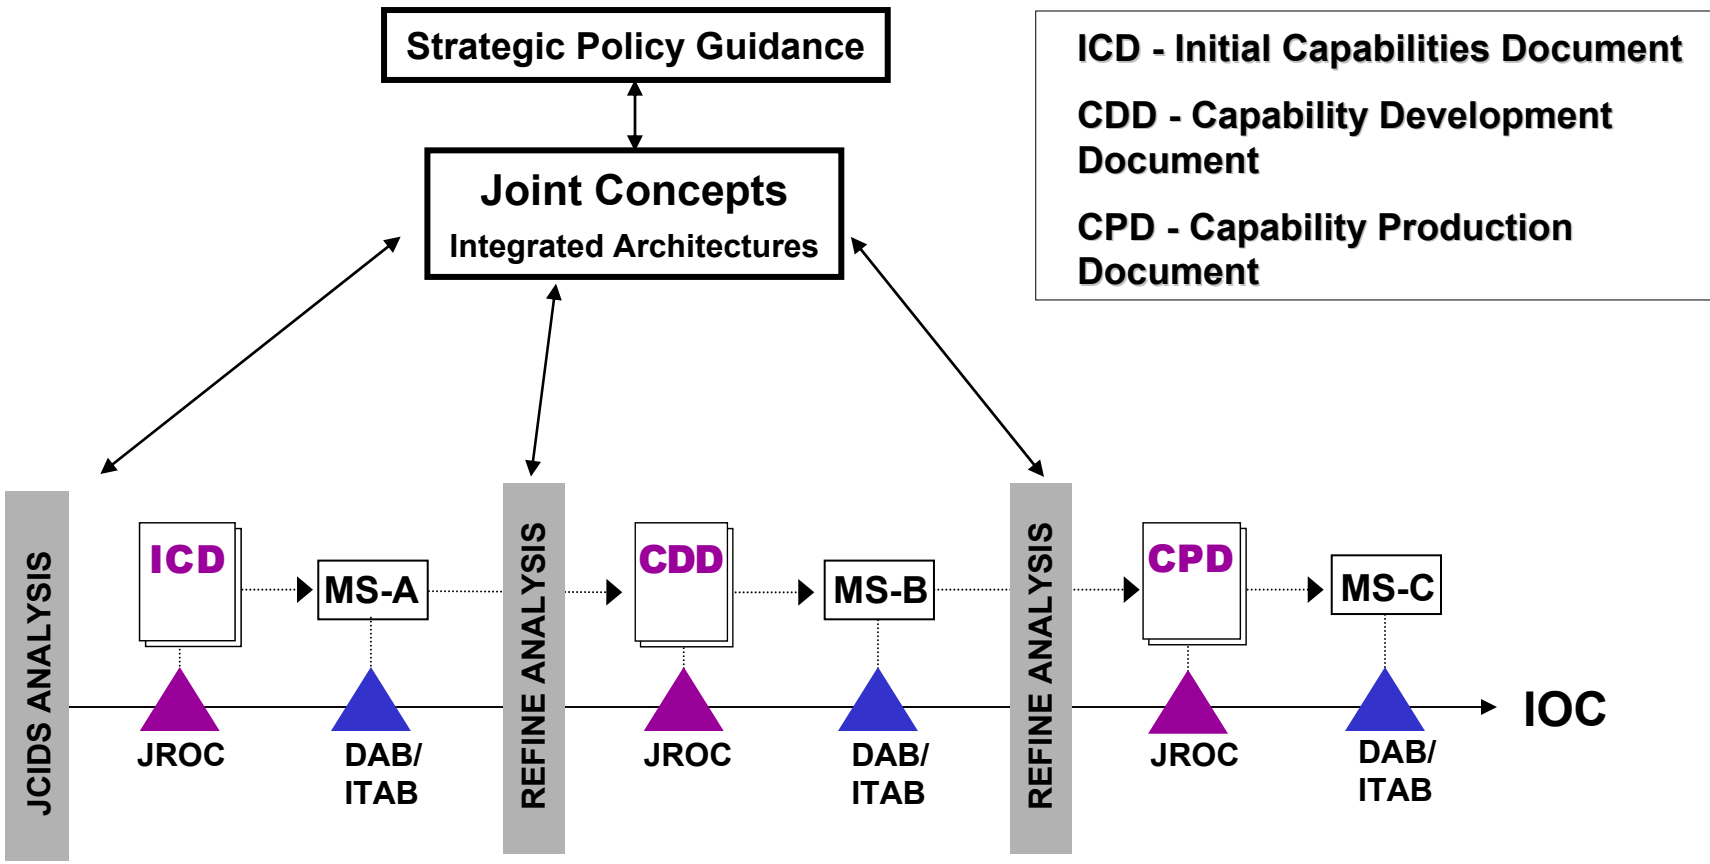 Strategic Policy Guidance
ICD - Initial Capabilities Document
CDD - Capability Development
Document
CPD - Capability Production
Document
Joint Concepts
Integrated Architectures
JCIDS ANALYSIS
ICD
MS-A
REFINE ANALYSIS
CDD
MS-B
REFINE ANALYSIS
CPD
MS-C
JROC
DAB/
ITAB
JROC
DAB/
ITAB
JROC
DAB/
ITAB
IOC